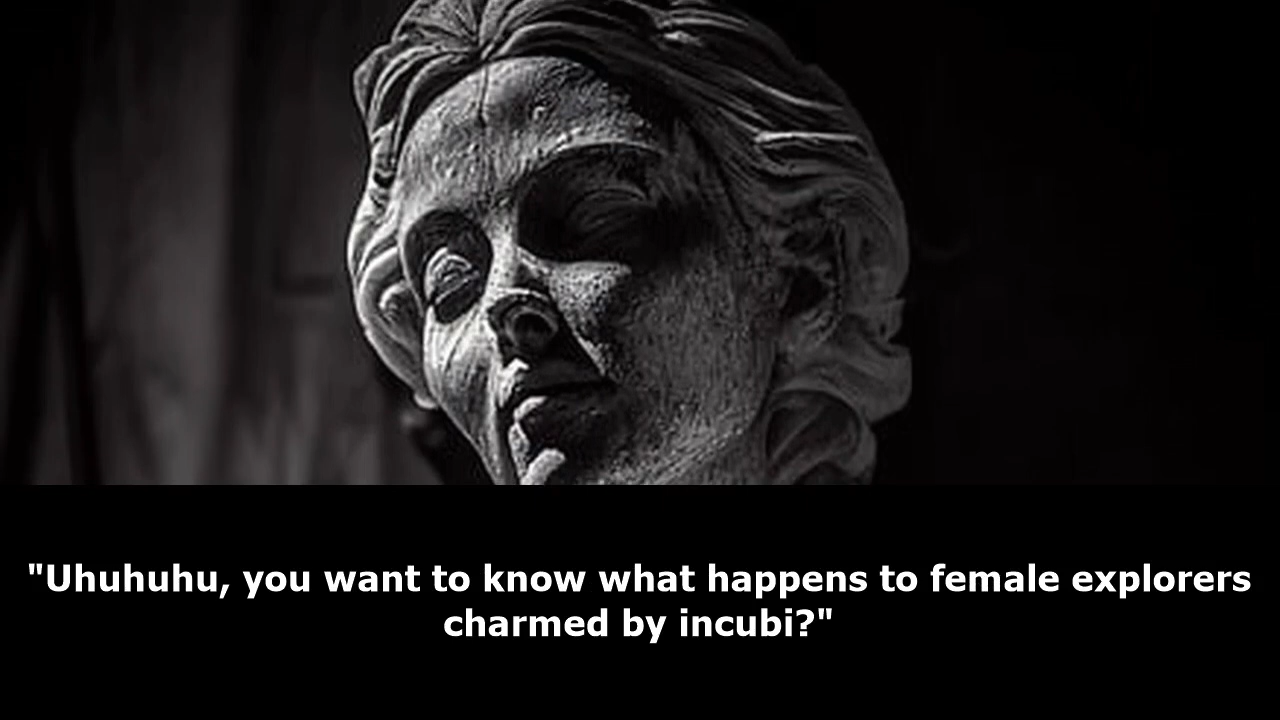 "Uhuhuhu, you want to know what happens to female explorers
charmed by incubi?"